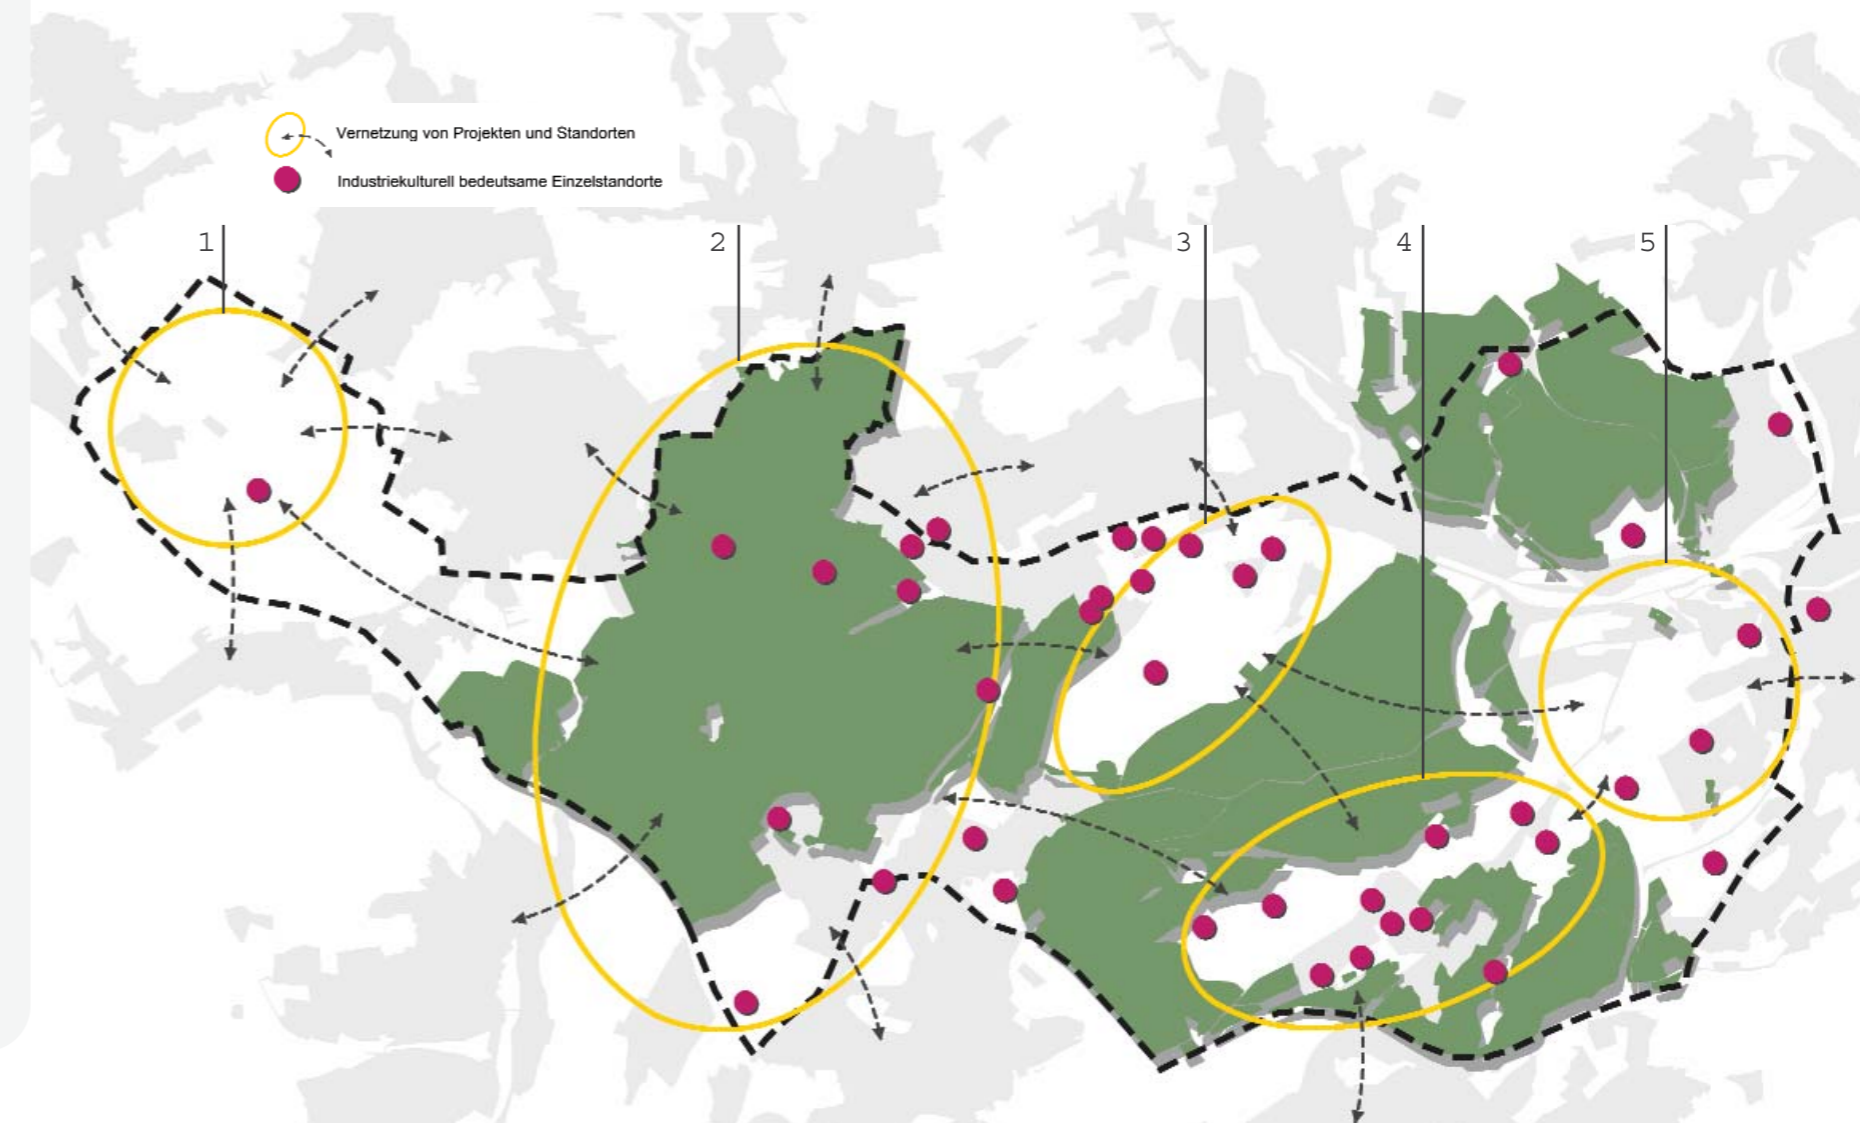 Vernetzung von Projekten und Standorten
Industriekulturell bedeutsame Einzelstandorte
1
2
3
4
5